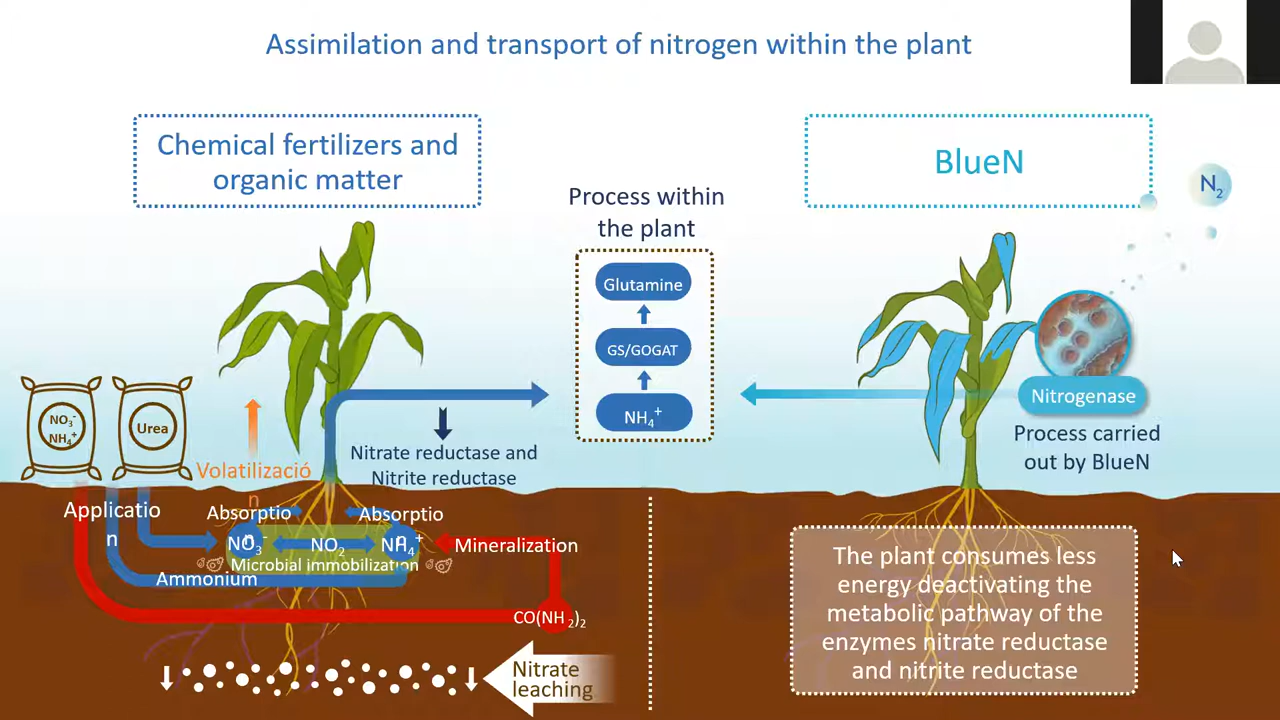 Assimilation and transport of nitrogen within the plant
Chemical fertilizers and
organic matter
BlueN
N2
Process within
the plant
Glutamine
GS/GOGAT
NH4+
NO3-
NH4+
Urea
Volatilizació
n
Nitrate reductase and
Nitrite reductase
Nitrogenase
Process carried
out by BlueN
Applicatio
n
Absorptio
n
Absorptio
n
NO3-
NO2
NH4+
Mineralization
Microbial immobilization
Ammonium
CO(NH2)2
Nitrate
leaching
The plant consumes less
energy deactivating the
metabolic pathway of the
enzymes nitrate reductase
and nitrite reductase